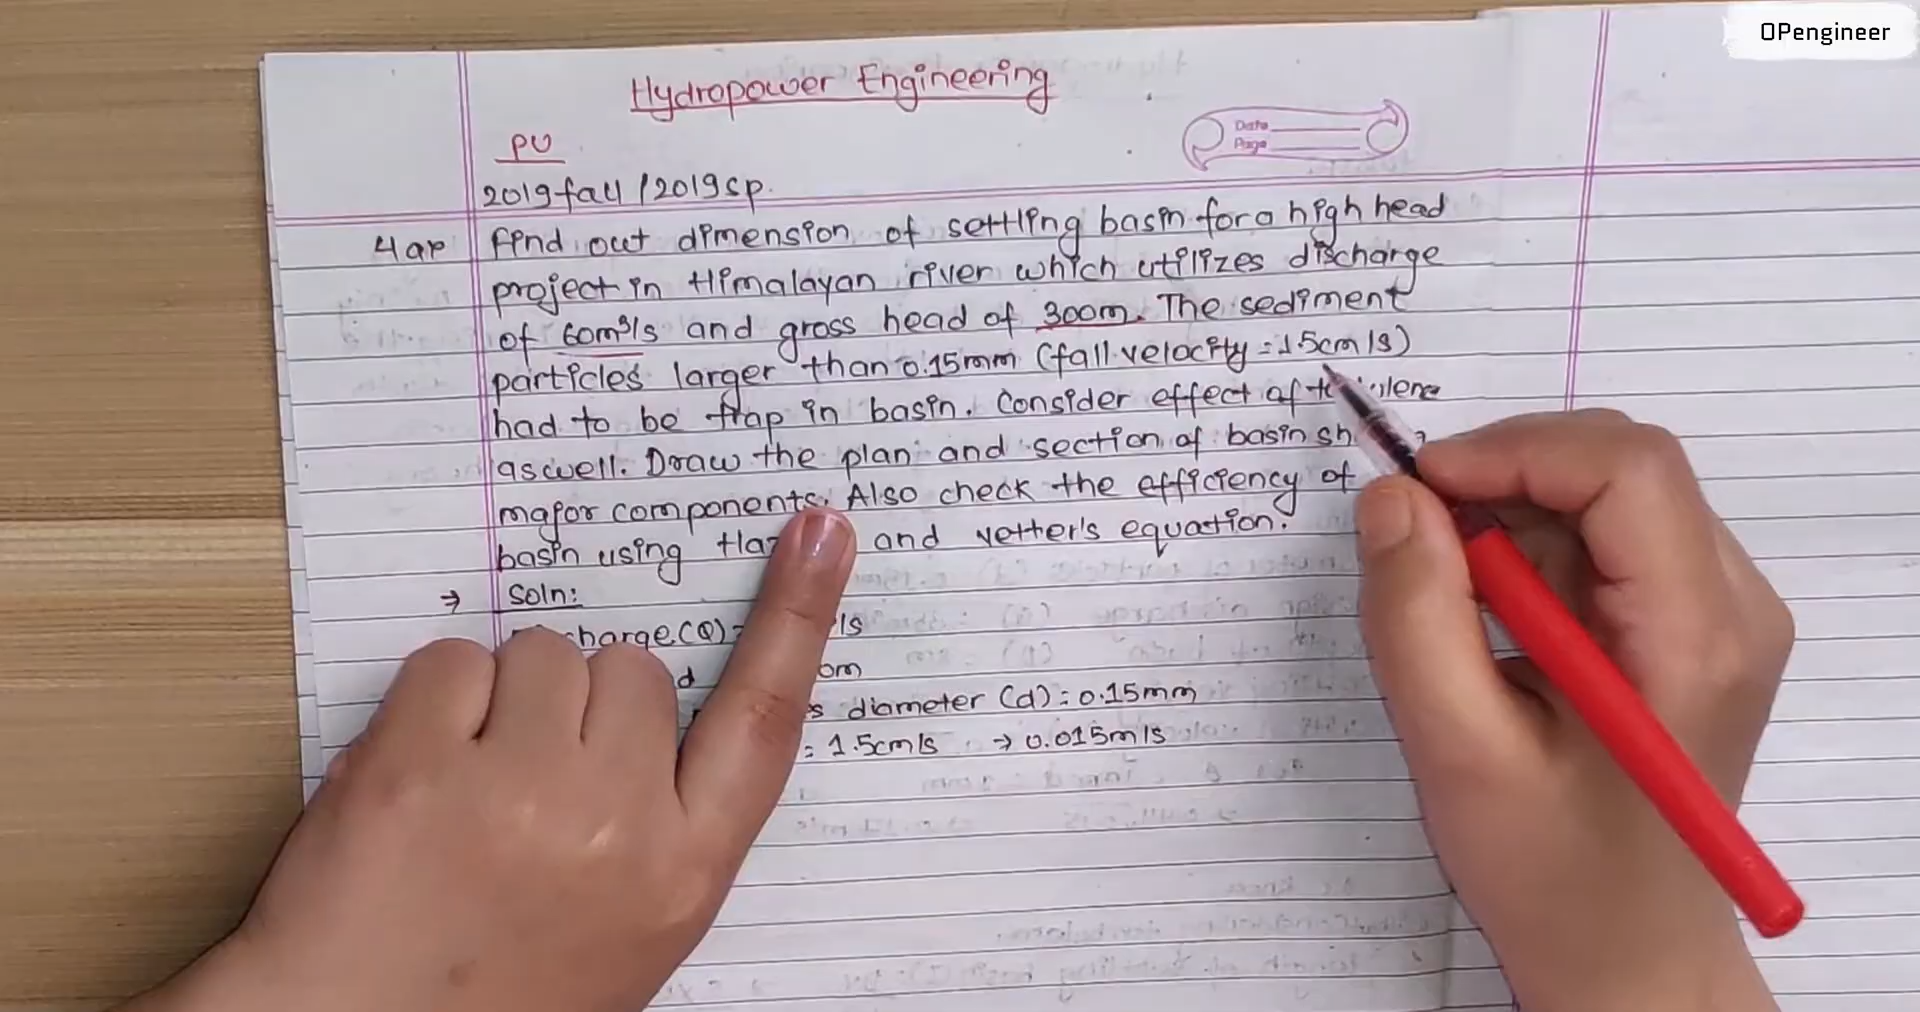 OPengineer
Hydropower Engineering
Date
Page
PU
2019 fall / 2019 sp.
4 a) Find out dimension of settling basin for a high head
project in Himalayan river which utilizes discharge
of 60m³/s and gross head of 300m. The sediment
particles larger than 0.15mm (fall velocity = 1.5cm/s)
had to be trap in basin. Consider effect of
aswell. Draw the plan and section of basin
major components. Also check the efficiency of
basin using and vetter's equation.
→ Soln:
charge (Q) = /s
d om
s diameter (d) = 0.15mm
= 1.5cm/s → 0.015m/s